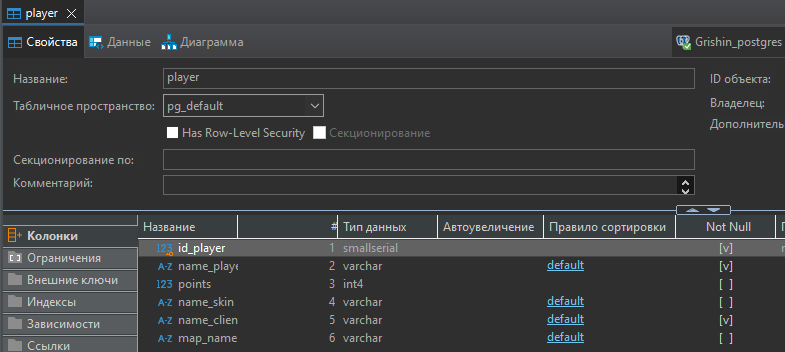 player
Свойства Данные Диаграмма Grishin_postgres
Название: player ID объекта:
Табличное пространство: pg_default Владелец:
Has Row-Level Security Секционирование Дополнитель
Секционирование по:
Комментарий:
Название # Тип данных Автоувеличение Правило сортировки Not Null
Колонки 123 id_player 1 smallserial [v]
Ограничения A-Z name_playe 2 varchar default [v]
Внешние ключи 123 points 3 int4 [ ]
Индексы A-Z name_skin 4 varchar default [ ]
Зависимости A-Z name_clien 5 varchar default [v]
Ссылки A-Z map_name 6 varchar default [ ]